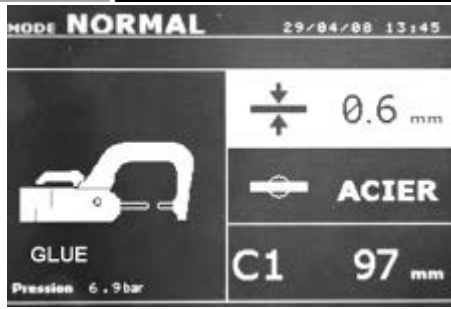 MODE NORMAL 29/04/08 13:45
0.6 mm
ACIER
GLUE
C1 97 mm
Pression 6.9bar